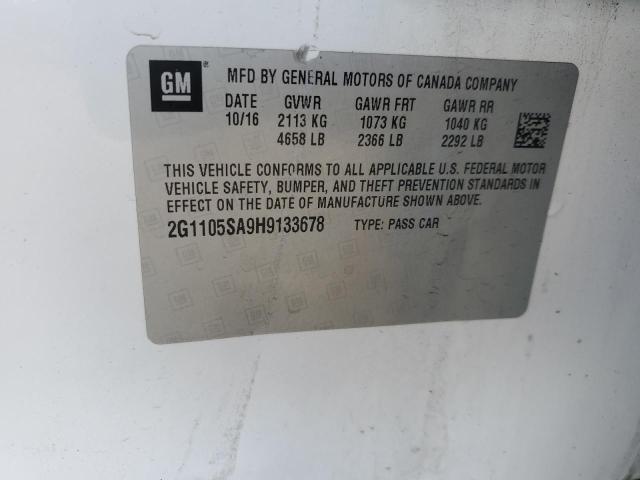 GM MFD BY GENERAL MOTORS OF CANADA COMPANY
DATE GVWR GAWR FRT GAWR RR
10/16 2113 KG 1073 KG 1040 KG
4658 LB 2366 LB 2292 LB
THIS VEHICLE CONFORMS TO ALL APPLICABLE U.S. FEDERAL MOTOR
VEHICLE SAFETY, BUMPER, AND THEFT PREVENTION STANDARDS IN
EFFECT ON THE DATE OF MANUFACTURE SHOWN ABOVE.
2G1105SA9H9133678 TYPE: PASS CAR